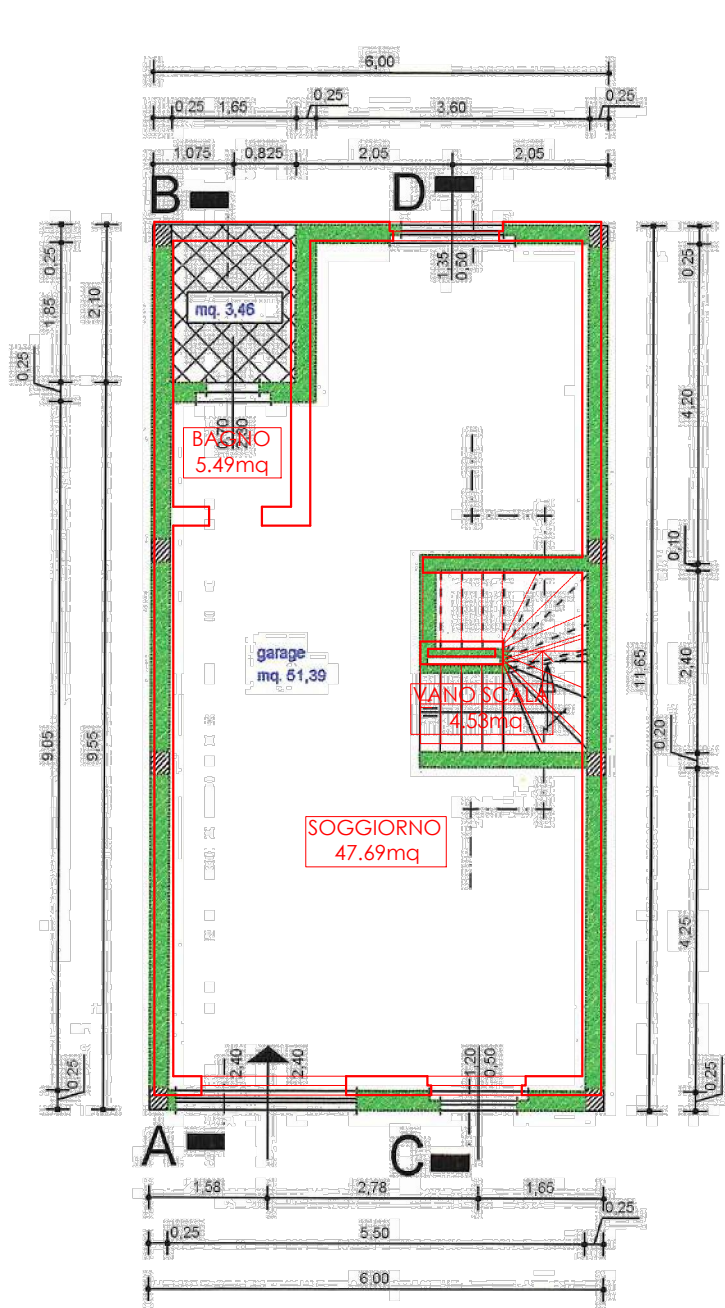 6,00
0,25 1,65 0,25 3,60 0,25
1,075 0,825 2,05 2,05
B D
0,25 1,85 0,25 9,05 0,25
2,10 9,55
mq. 3,46
1,35
0,50
BAGNO
5.49mq
garage
mq. 51,39
VANO SCALA
4.53mq
SOGGIORNO
47.69mq
11,65
0,25 4,20 0,10 2,40 0,20 4,25 0,25
2,40 2,40
1,20
0,50
A C
1,58 2,78 1,65
0,25 5,50 0,25
6,00